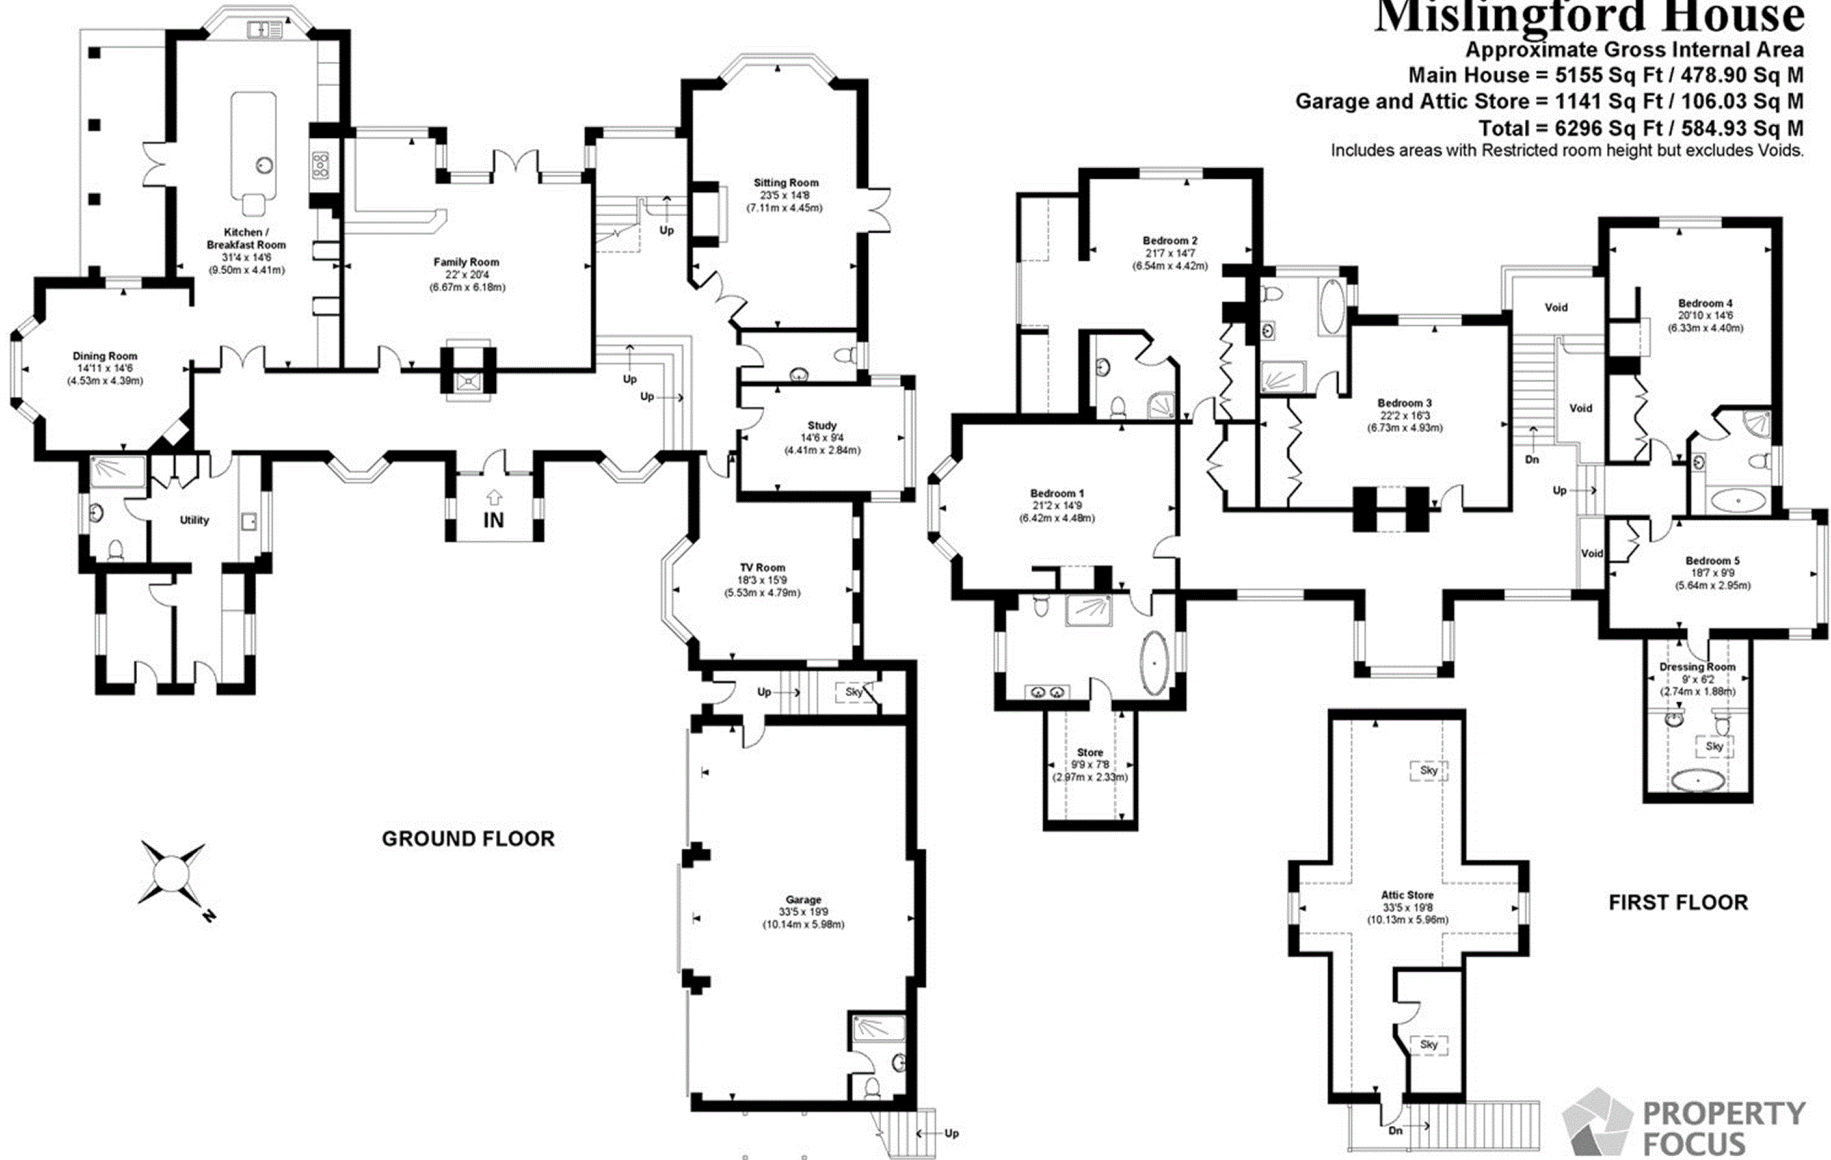 Mislingford House
Approximate Gross Internal Area
Main House = 5155 Sq Ft / 478.90 Sq M
Garage and Attic Store = 1141 Sq Ft / 106.03 Sq M
Total = 6296 Sq Ft / 584.93 Sq M
Includes areas with Restricted room height but excludes Voids.
Kitchen /
Breakfast Room
31'4 x 14'6
(9.50m x 4.41m)
Family Room
22' x 20'4
(6.67m x 6.18m)
Up
Sitting Room
23'5 x 14'8
(7.11m x 4.45m)
Dining Room
14'11 x 14'6
(4.53m x 4.39m)
Up
Up
Study
14'6 x 9'4
(4.41m x 2.84m)
Utility
IN
TV Room
18'3 x 15'9
(5.53m x 4.79m)
Up
Sky
Garage
33'5 x 19'9
(10.14m x 5.98m)
Up
GROUND FLOOR
N
Bedroom 2
21'7 x 14'7
(6.54m x 4.42m)
Bedroom 3
22'2 x 16'3
(6.73m x 4.93m)
Void
Void
Dn
Up
Void
Bedroom 4
20'10 x 14'6
(6.33m x 4.40m)
Bedroom 1
21'2 x 14'9
(6.42m x 4.48m)
Bedroom 5
18'7 x 9'9
(5.64m x 2.95m)
Dressing Room
9' x 6'2
(2.74m x 1.88m)
Sky
Store
9'9 x 7'8
(2.97m x 2.33m)
Sky
Attic Store
33'5 x 19'8
(10.13m x 5.96m)
Sky
Dn
FIRST FLOOR
PROPERTY
FOCUS